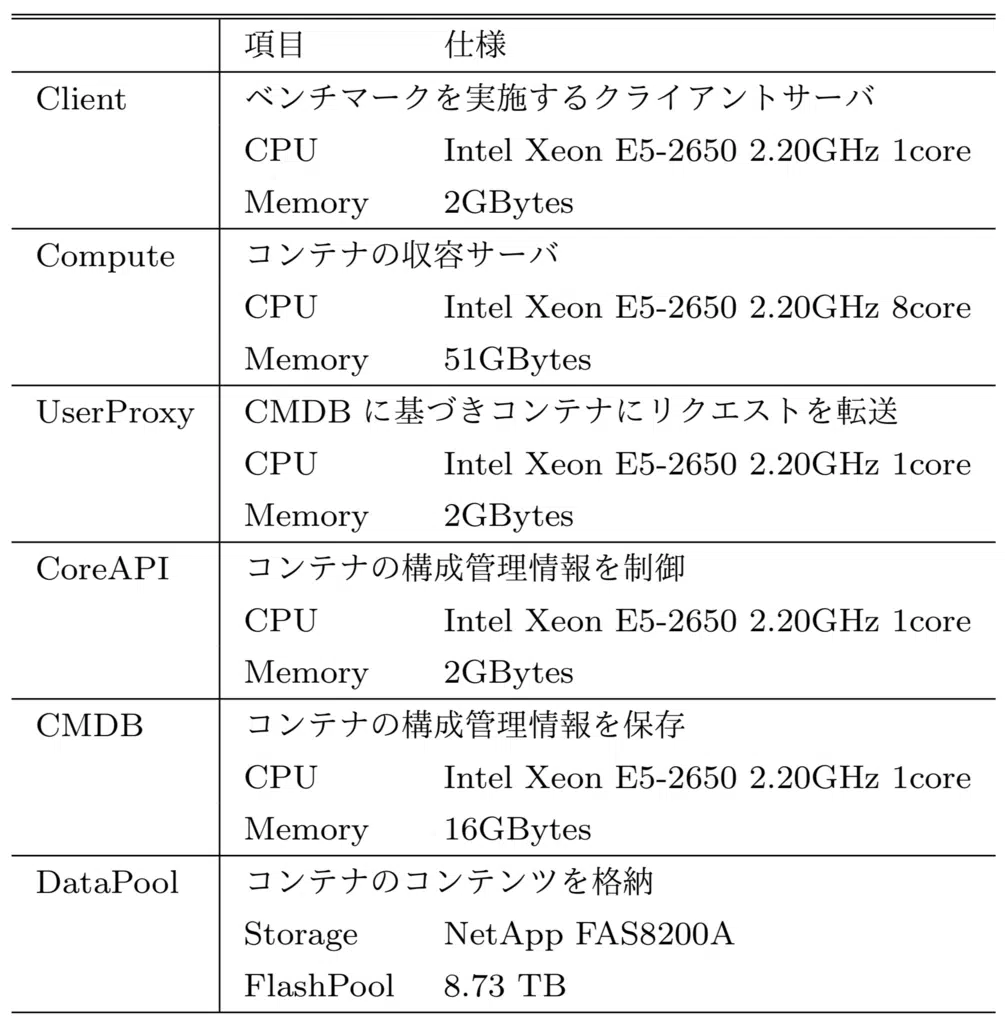 項目 仕様
Client ベンチマークを実施するクライアントサーバ
CPU Intel Xeon E5-2650 2.20GHz 1core
Memory 2GBytes
Compute コンテナの収容サーバ
CPU Intel Xeon E5-2650 2.20GHz 8core
Memory 51GBytes
UserProxy CMDB に基づきコンテナにリクエストを転送
CPU Intel Xeon E5-2650 2.20GHz 1core
Memory 2GBytes
CoreAPI コンテナの構成管理情報を制御
CPU Intel Xeon E5-2650 2.20GHz 1core
Memory 2GBytes
CMDB コンテナの構成管理情報を保存
CPU Intel Xeon E5-2650 2.20GHz 1core
Memory 16GBytes
DataPool コンテナのコンテンツを格納
Storage NetApp FAS8200A
FlashPool 8.73 TB